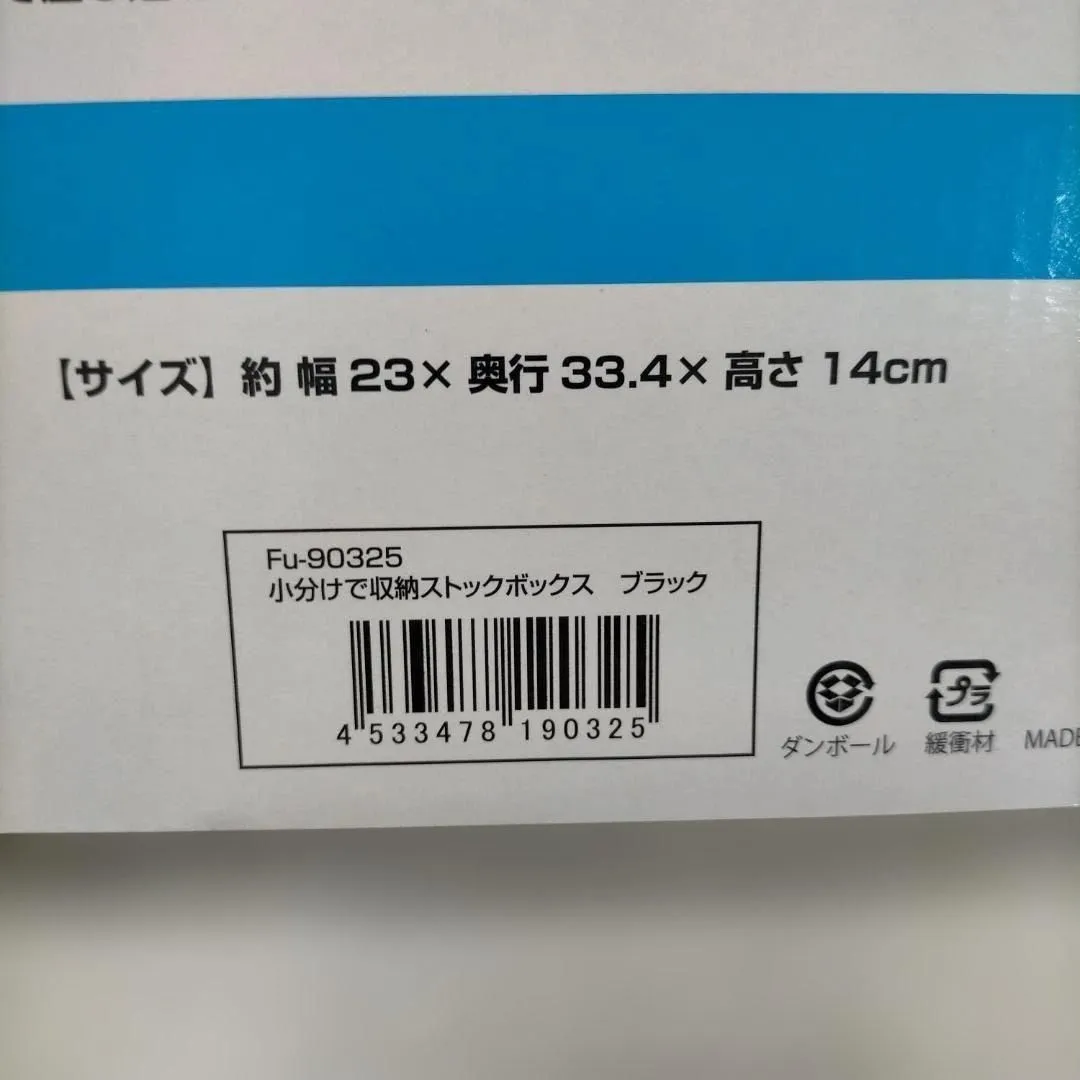 【サイズ】約 幅 23× 奥行 33.4× 高さ 14cm
Fu-90325
小分けで収納ストックボックス　ブラック
4 533478 190325
プラ
ダンボール 緩衝材 MADE